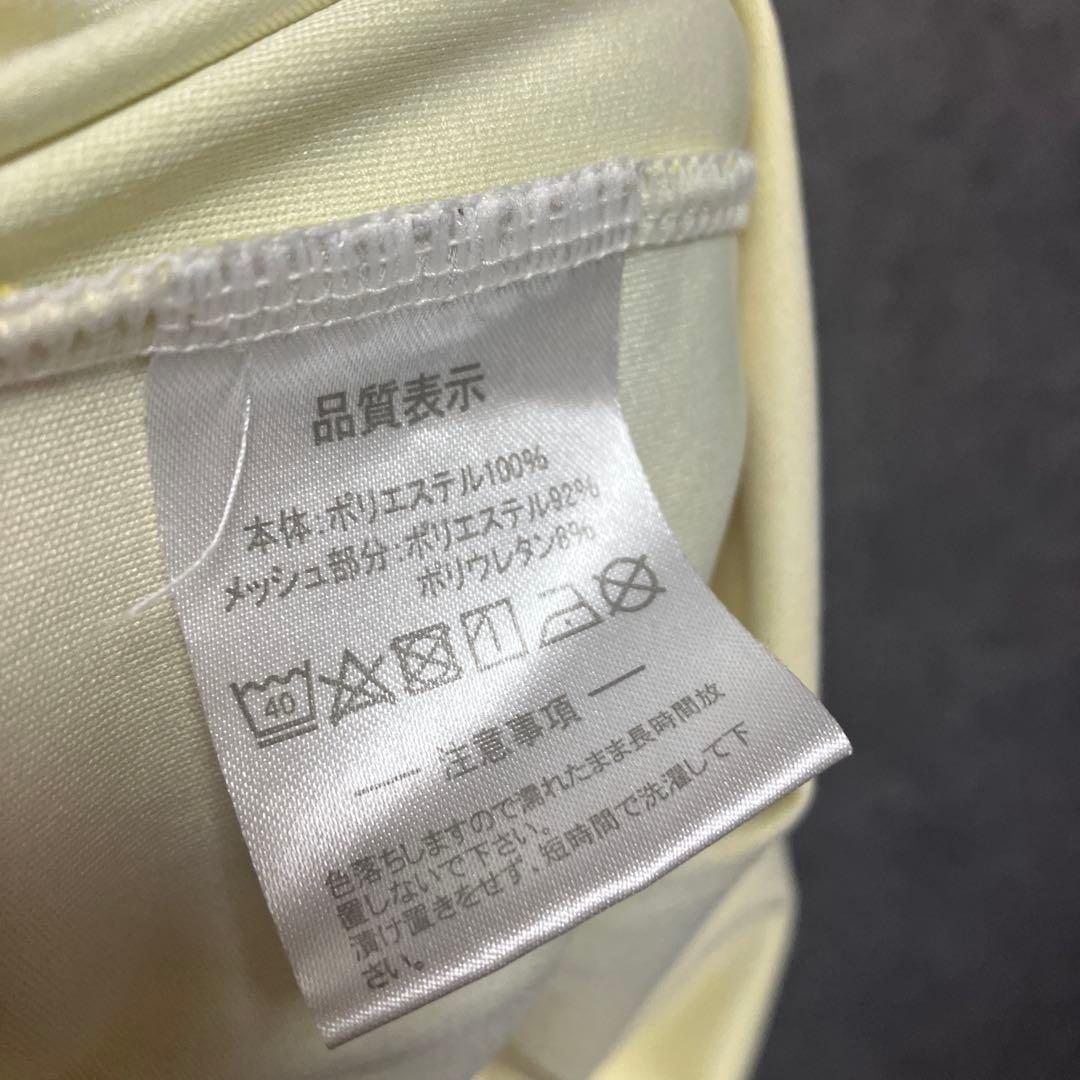 品質表示
本体:ポリエステル100%
メッシュ部分:ポリエステル92%
ポリウレタン8%
40
注意事項
色落ちしますので濡れたまま長時間放
置しないで下さい。
漬け置きをせず、短時間で洗濯して下
さい。